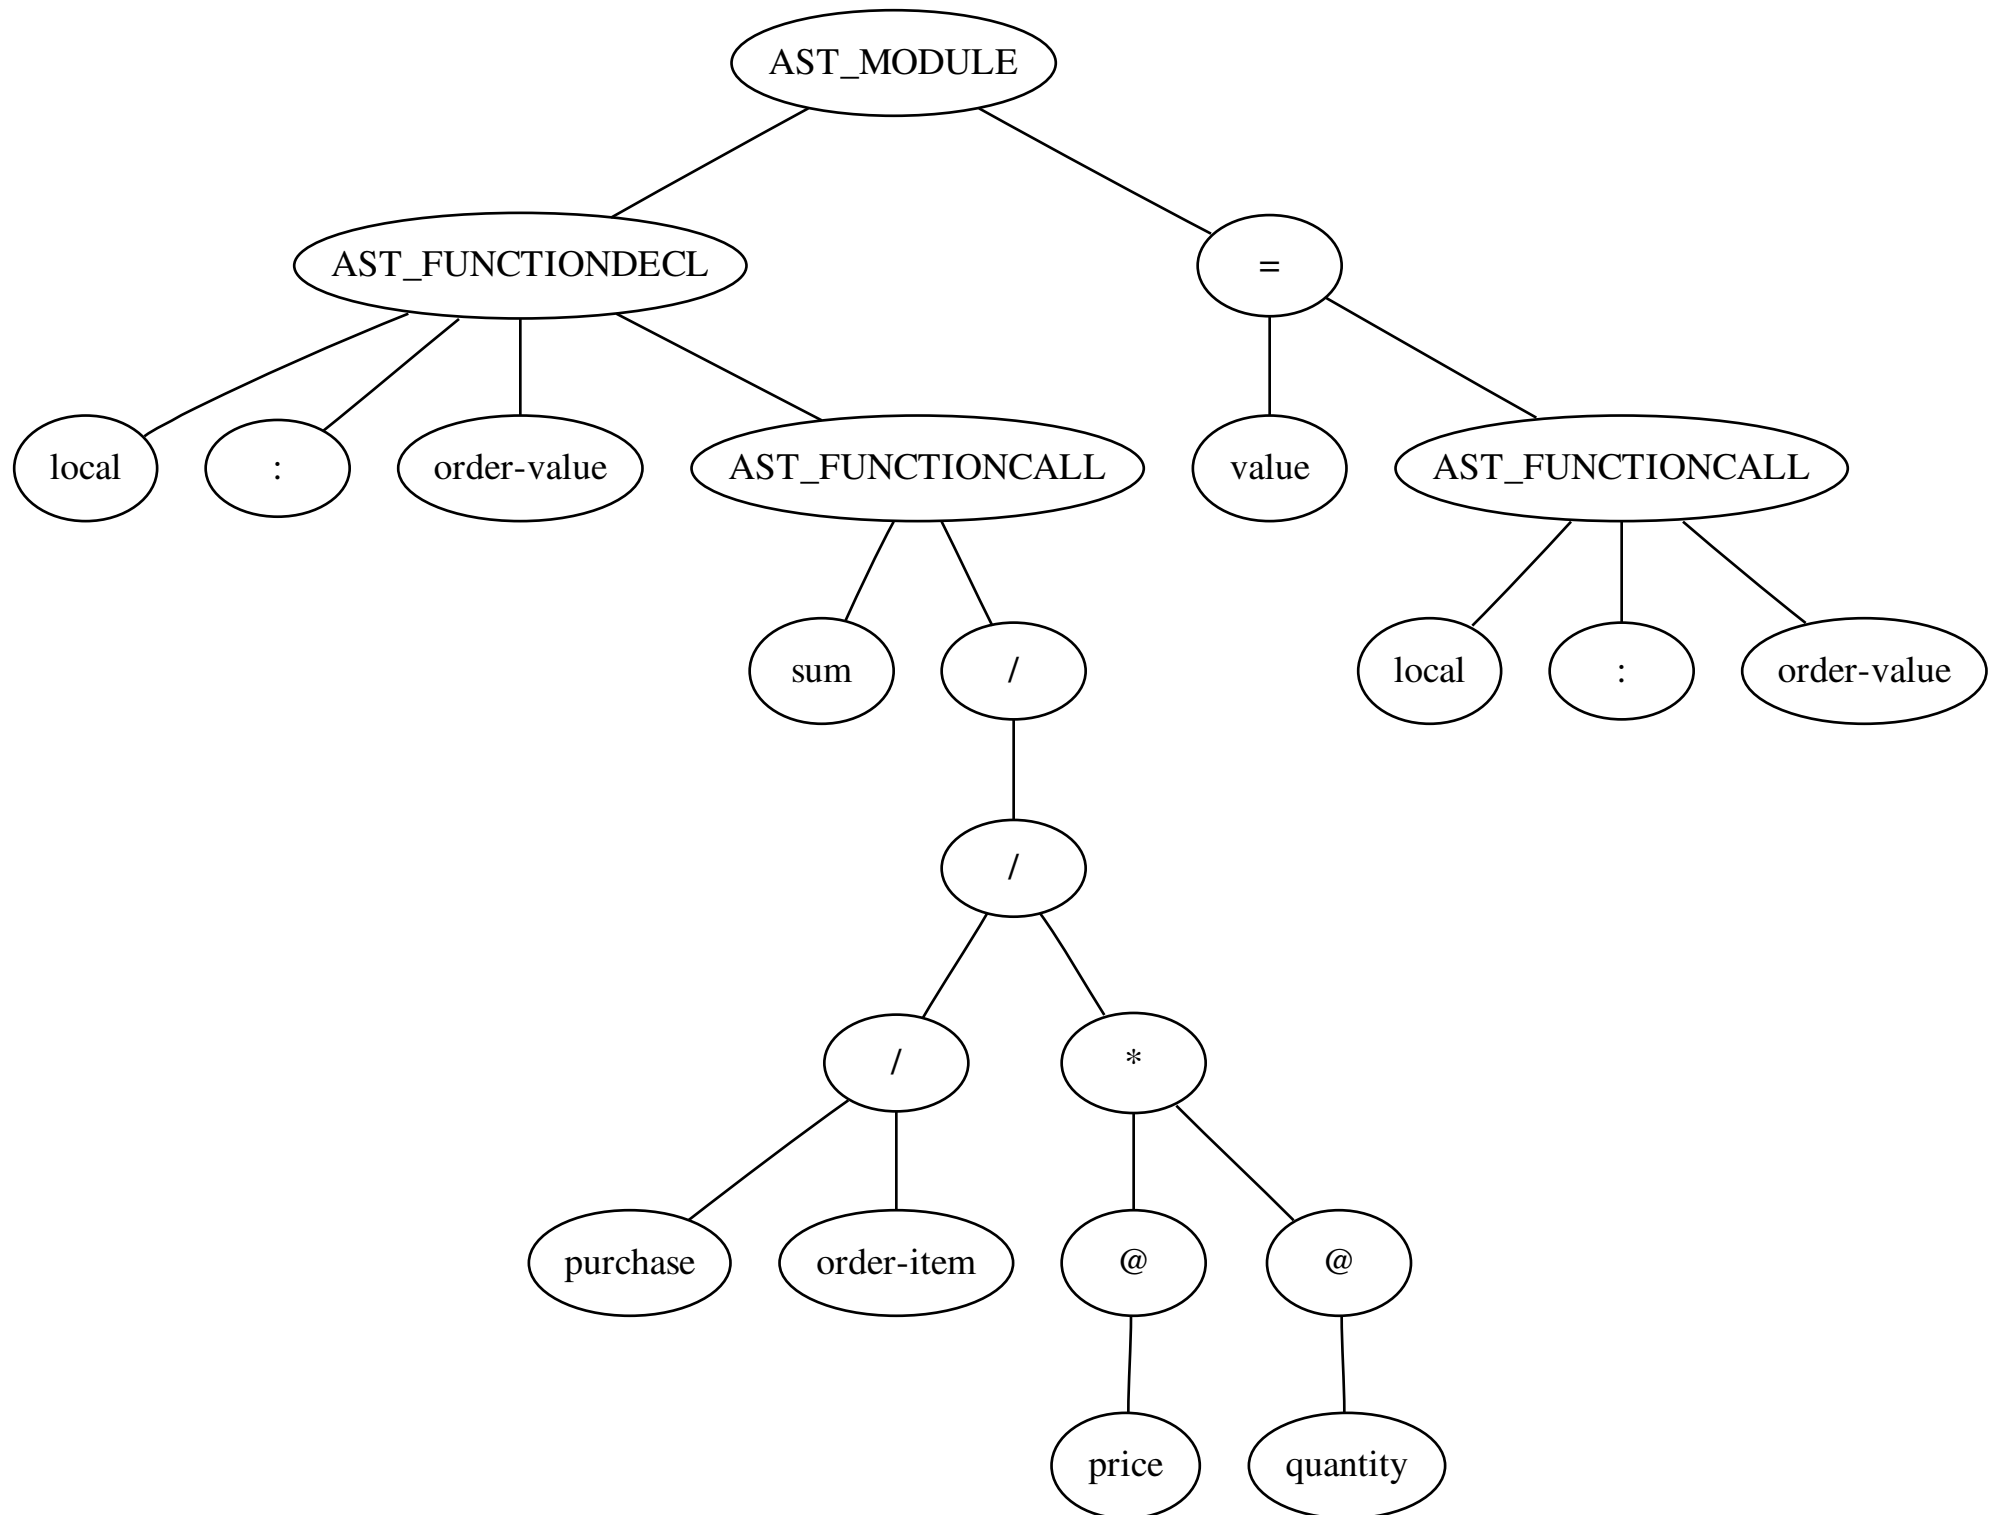 AST_MODULE
AST_FUNCTIONDECL =
local : order-value AST_FUNCTIONCALL value AST_FUNCTIONCALL
sum / local : order-value
/
/ *
purchase order-item @ @
price quantity